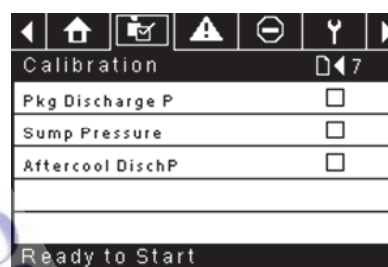 Calibration 7
Pkg Discharge P
Sump Pressure
Aftercool DischP
Ready to Start